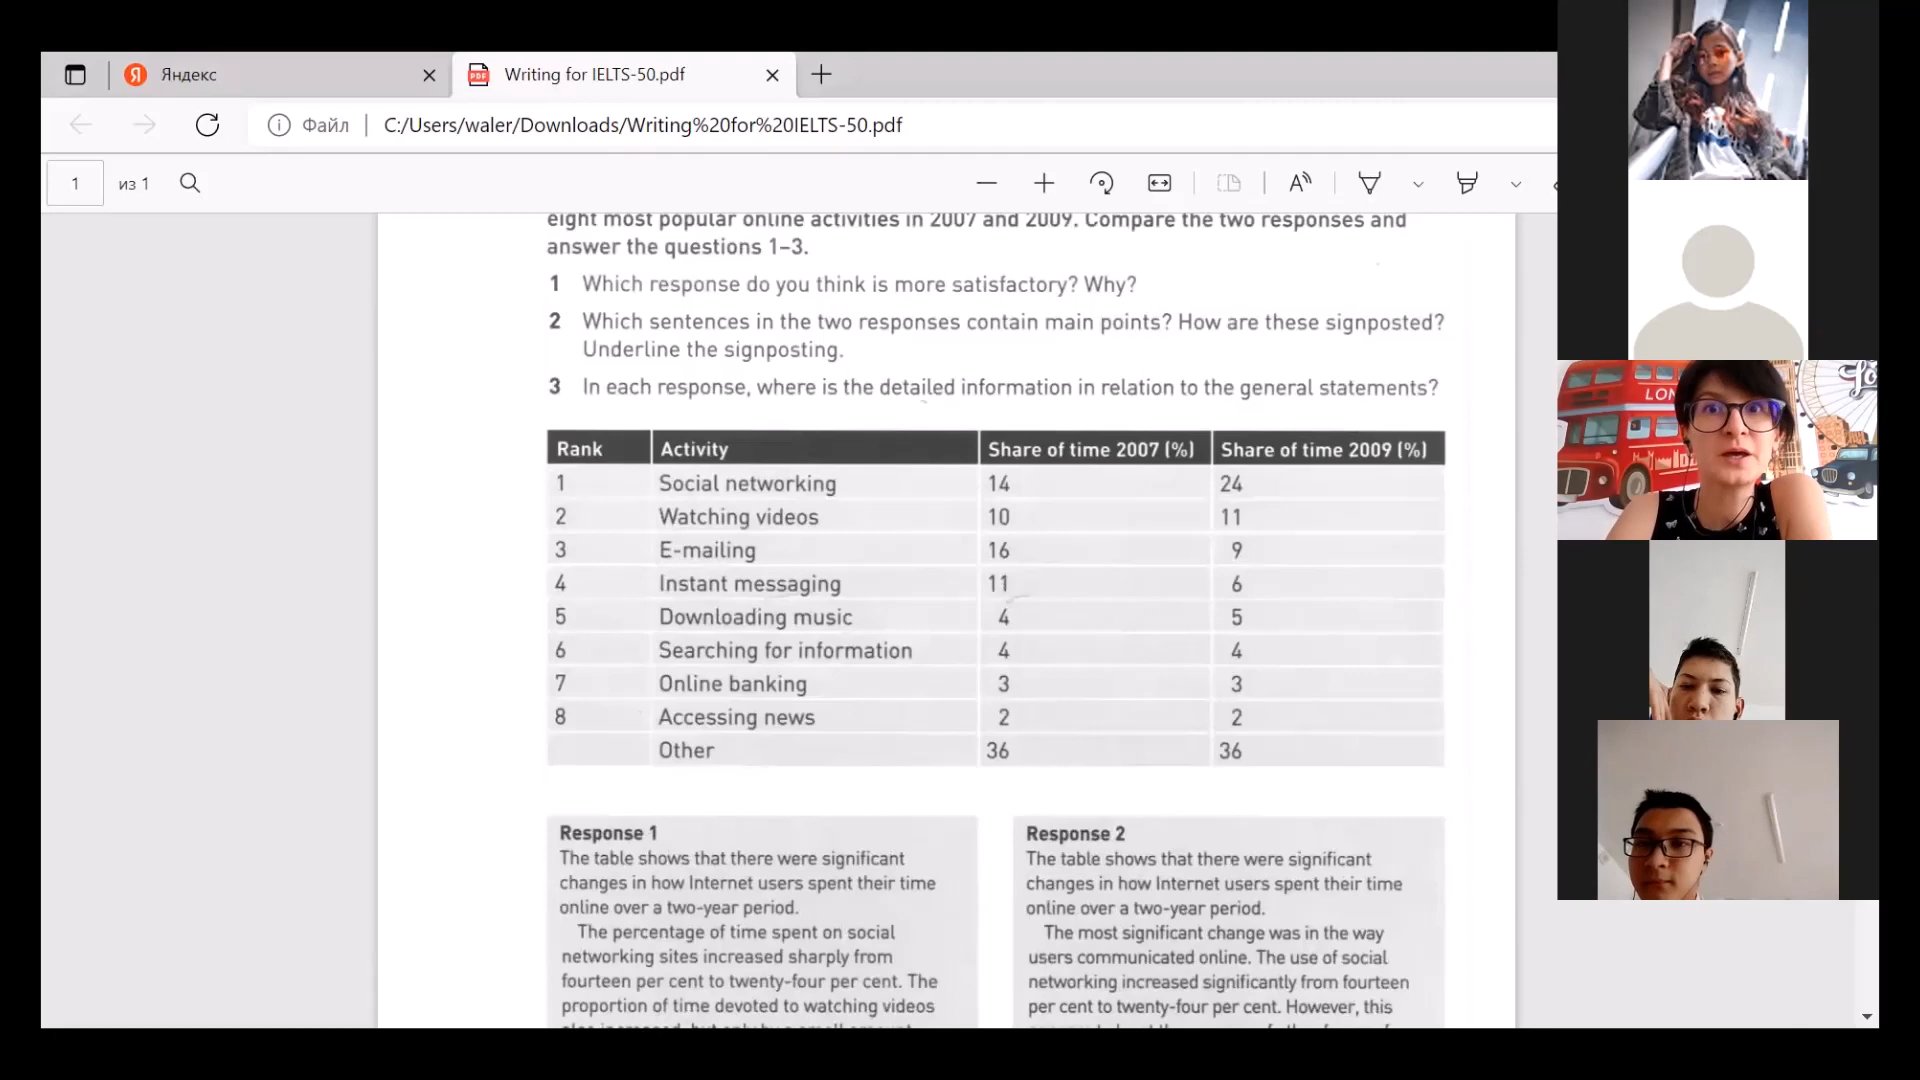 Яндекс
Writing for IELTS-50.pdf
Файл
C:/Users/waler/Downloads/Writing%20for%20IELTS-50.pdf
1 из 1
eight most popular online activities in 2007 and 2009. Compare the two responses and
answer the questions 1–3.
1 Which response do you think is more satisfactory? Why?
2 Which sentences in the two responses contain main points? How are these signposted?
Underline the signposting.
3 In each response, where is the detailed information in relation to the general statements?
Rank Activity Share of time 2007 (%) Share of time 2009 (%)
1 Social networking 14 24
2 Watching videos 10 11
3 E-mailing 16 9
4 Instant messaging 11 6
5 Downloading music 4 5
6 Searching for information 4 4
7 Online banking 3 3
8 Accessing news 2 2
Other 36 36
Response 1
The table shows that there were significant
changes in how Internet users spent their time
online over a two-year period.
The percentage of time spent on social
networking sites increased sharply from
fourteen per cent to twenty-four per cent. The
proportion of time devoted to watching videos
Response 2
The table shows that there were significant
changes in how Internet users spent their time
online over a two-year period.
The most significant change was in the way
users communicated online. The use of social
networking increased significantly from fourteen
per cent to twenty-four per cent. However, this